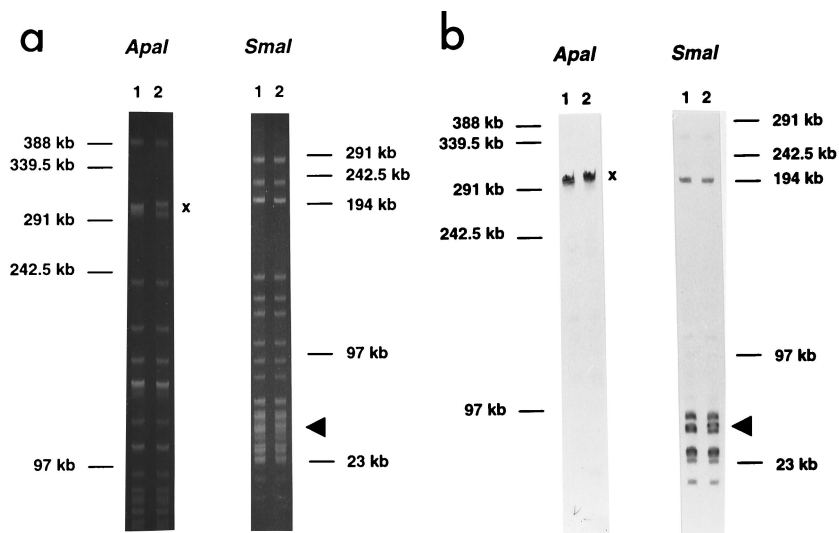 a
ApaI SmaI
1 2 1 2
388 kb
339.5 kb
291 kb
242.5 kb
97 kb
x
291 kb
242.5 kb
194 kb
97 kb
23 kb
b
ApaI SmaI
1 2 1 2
388 kb
339.5 kb
291 kb
242.5 kb
97 kb
x
291 kb
242.5 kb
194 kb
97 kb
23 kb